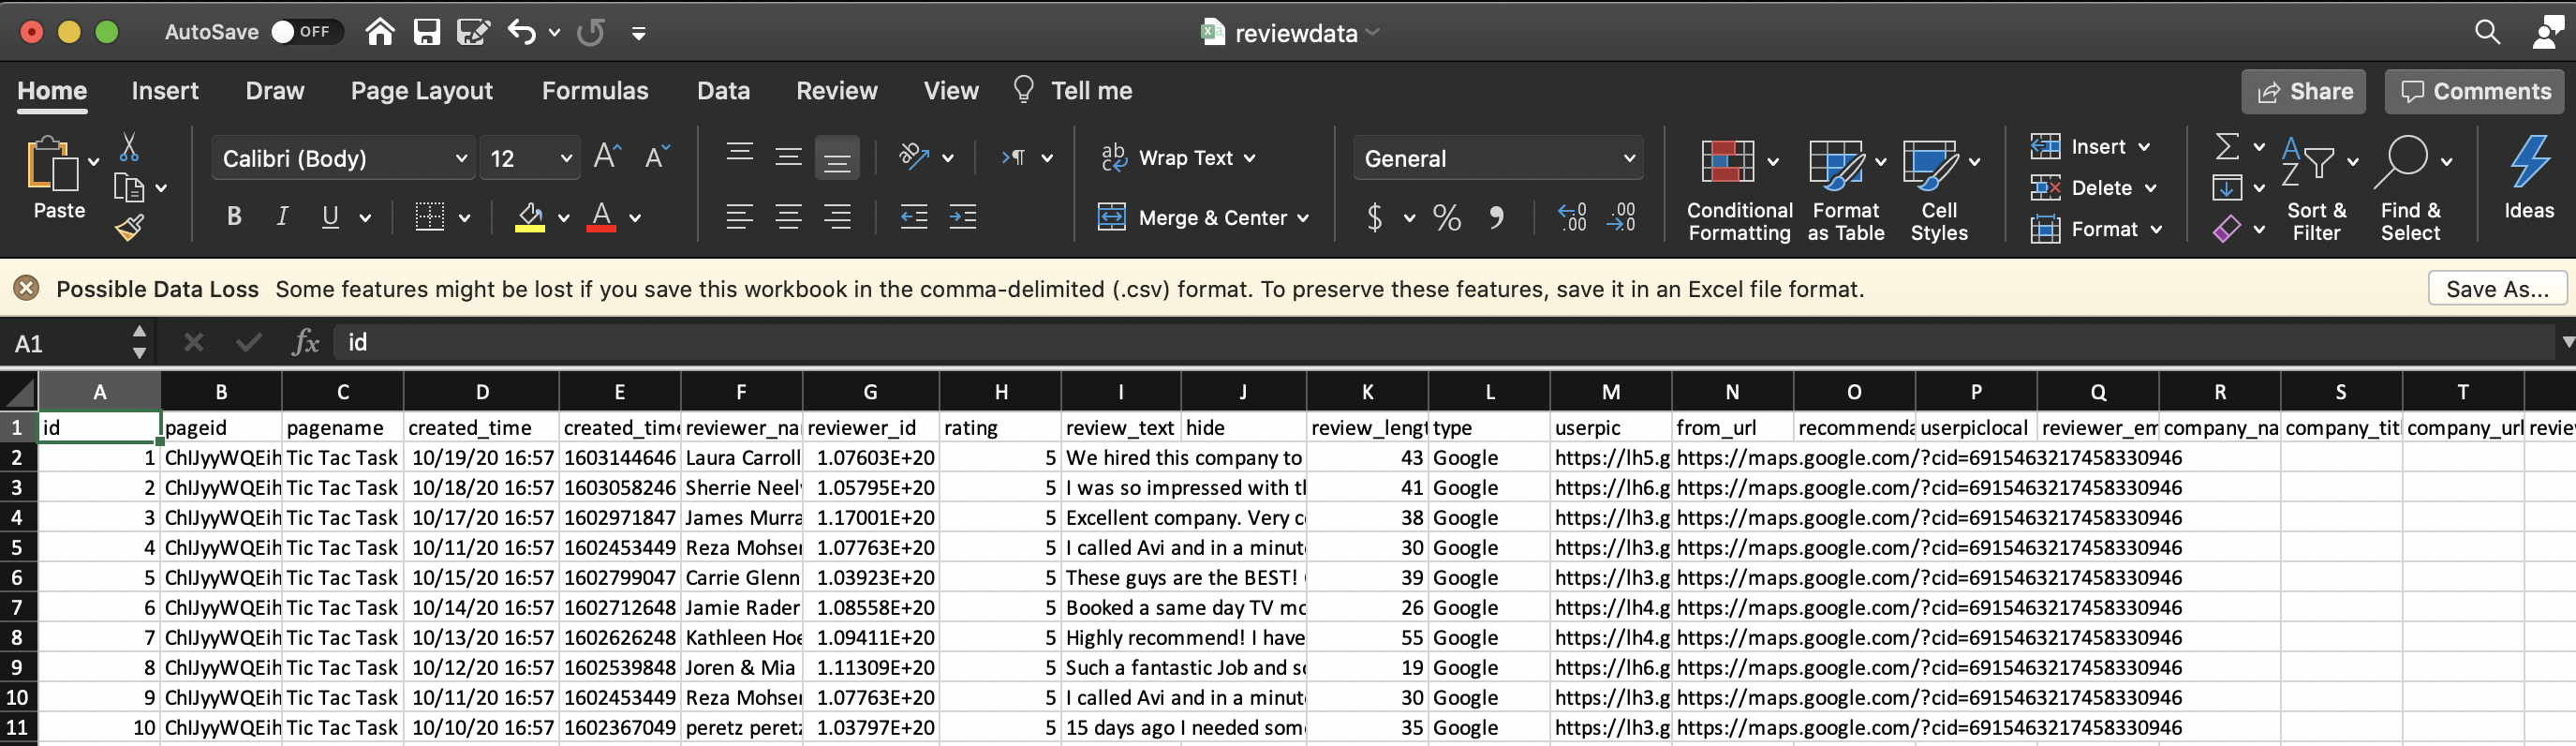 AutoSave OFF reviewdata
Home Insert Draw Page Layout Formulas Data Review View Tell me Share Comments
Paste Calibri (Body) 12 Wrap Text General Conditional Formatting Format as Table Cell Styles Insert Sort & Filter Find & Select Ideas
Delete
B I U Merge & Center $ % Format
Possible Data Loss Some features might be lost if you save this workbook in the comma-delimited (.csv) format. To preserve these features, save it in an Excel file format. Save As...
A1 fx id
A B C D E F G H I J K L M N O P Q R S T
1 id pageid pagename created_time created_time reviewer_na reviewer_id rating review_text hide review_lengt type userpic from_url recommenda userpiclocal reviewer_em company_na company_tit company_url review
2 1 ChIJyyWQEih Tic Tac Task 10/19/20 16:57 1603144646 Laura Carroll 1.07603E+20 5 We hired this company to 43 Google https://lh5.g https://maps.google.com/?cid=6915463217458330946
3 2 ChIJyyWQEih Tic Tac Task 10/18/20 16:57 1603058246 Sherrie Neel 1.05795E+20 5 I was so impressed with th 41 Google https://lh6.g https://maps.google.com/?cid=6915463217458330946
4 3 ChIJyyWQEih Tic Tac Task 10/17/20 16:57 1602971847 James Murra 1.17001E+20 5 Excellent company. Very c 38 Google https://lh3.g https://maps.google.com/?cid=6915463217458330946
5 4 ChIJyyWQEih Tic Tac Task 10/11/20 16:57 1602453449 Reza Mohse 1.07763E+20 5 I called Avi and in a minut 30 Google https://lh3.g https://maps.google.com/?cid=6915463217458330946
6 5 ChIJyyWQEih Tic Tac Task 10/15/20 16:57 1602799047 Carrie Glenn 1.03923E+20 5 These guys are the BEST! 39 Google https://lh3.g https://maps.google.com/?cid=6915463217458330946
7 6 ChIJyyWQEih Tic Tac Task 10/14/20 16:57 1602712648 Jamie Rader 1.08558E+20 5 Booked a same day TV mo 26 Google https://lh4.g https://maps.google.com/?cid=6915463217458330946
8 7 ChIJyyWQEih Tic Tac Task 10/13/20 16:57 1602626248 Kathleen Hoe 1.09411E+20 5 Highly recommend! I have 55 Google https://lh4.g https://maps.google.com/?cid=6915463217458330946
9 8 ChIJyyWQEih Tic Tac Task 10/12/20 16:57 1602539848 Joren & Mia 1.11309E+20 5 Such a fantastic Job and so 19 Google https://lh6.g https://maps.google.com/?cid=6915463217458330946
10 9 ChIJyyWQEih Tic Tac Task 10/11/20 16:57 1602453449 Reza Mohse 1.07763E+20 5 I called Avi and in a minut 30 Google https://lh3.g https://maps.google.com/?cid=6915463217458330946
11 10 ChIJyyWQEih Tic Tac Task 10/10/20 16:57 1602367049 peretz peretz 1.03797E+20 5 15 days ago I needed som 35 Google https://lh3.g https://maps.google.com/?cid=6915463217458330946